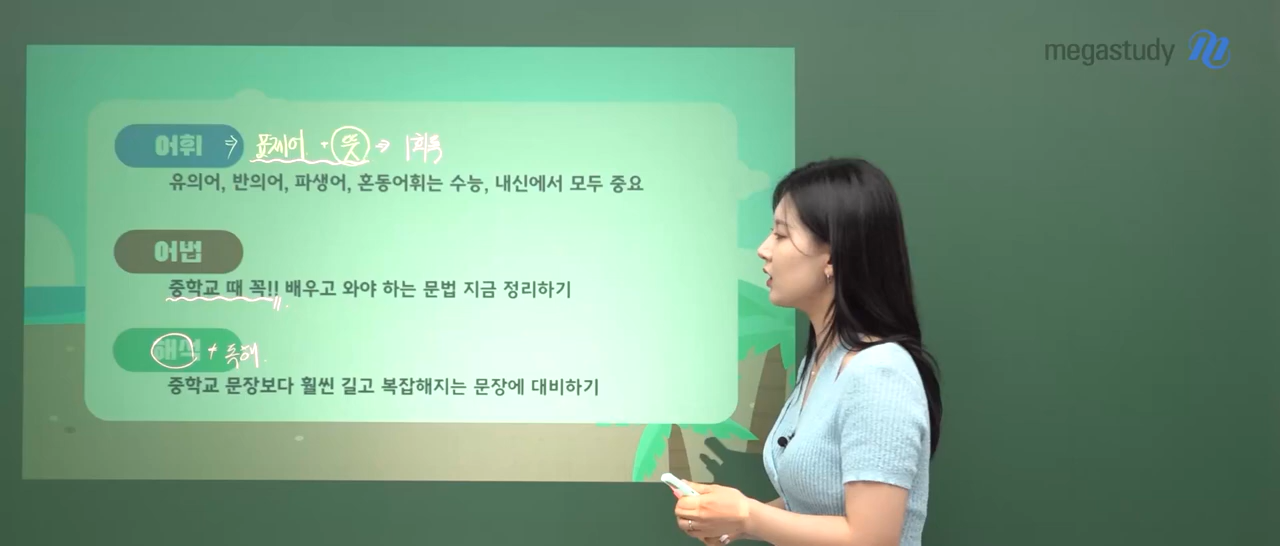 megastudy
어휘 ⇒ 표제어 + 뜻 → 1회독
유의어, 반의어, 파생어, 혼동어휘는 수능, 내신에서 모두 중요
어법
중학교 때 꼭!! 배우고 와야 하는 문법 지금 정리하기
해석 + 독해.
중학교 문장보다 훨씬 길고 복잡해지는 문장에 대비하기